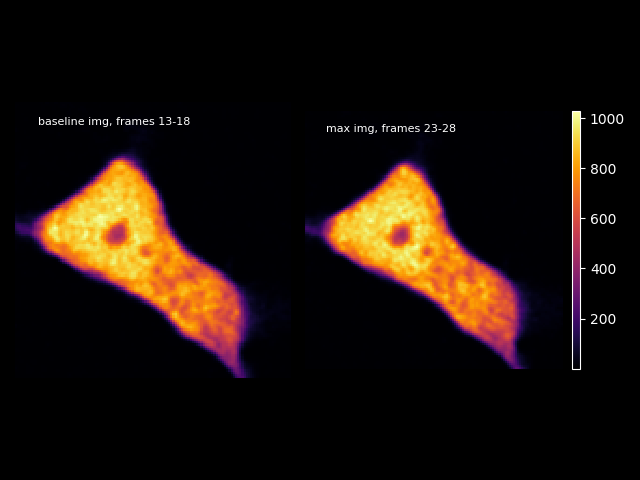 baseline img, frames 13-18
max img, frames 23-28
1000
800
600
400
200